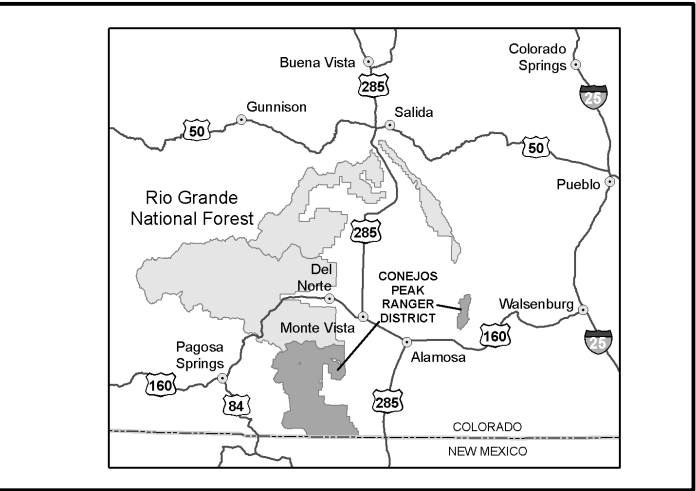 Colorado
Springs
Buena Vista
285
25
Gunnison
Salida
50
50
Pueblo
Rio Grande
National Forest
285
Del
Norte
CONEJOS
PEAK
RANGER
DISTRICT
Walsenburg
Monte Vista
160
25
Alamosa
Pagosa
Springs
160
84
285
COLORADO
NEW MEXICO